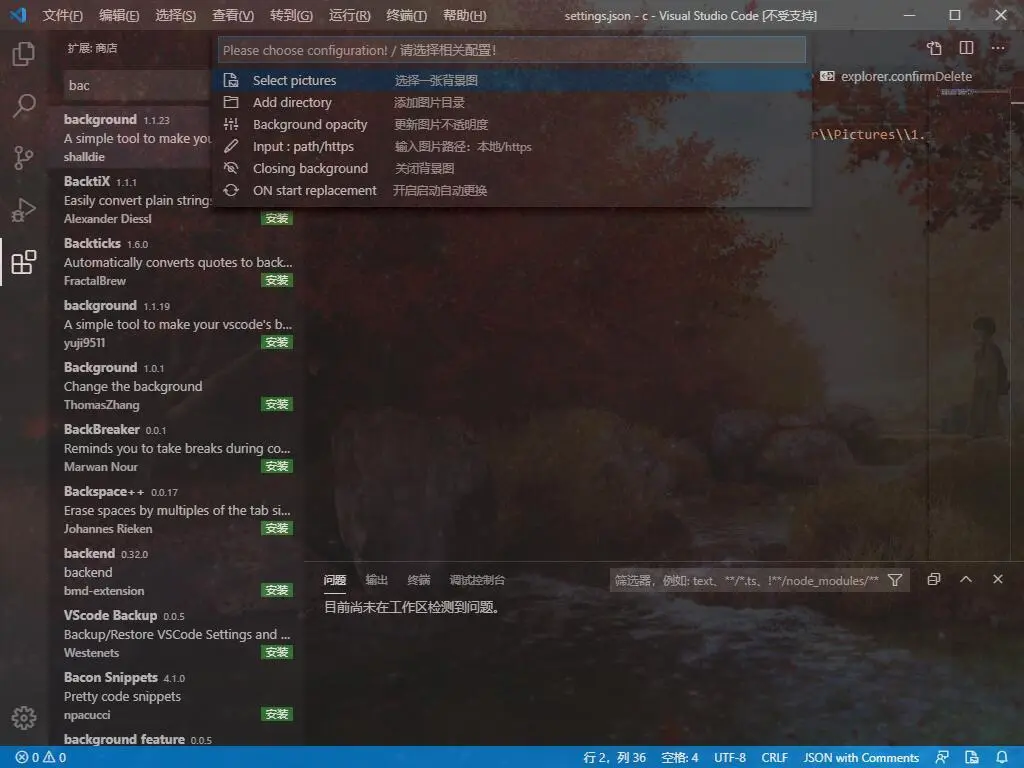 文件(F) 编辑(E) 选择(S) 查看(V) 转到(G) 运行(R) 终端(T) 帮助(H) settings.json - c - Visual Studio Code [不受支持]
扩展: 商店
Please choose configuration! / 请选择相关配置!
bac
Select pictures 选择一张背景图
Add directory 添加图片目录
Background opacity 更新图片不透明度
Input : path/https 输入图片路径：本地/https
Closing background 关闭背景图
ON start replacement 开启启动自动更换
explorer.confirmDelete
r\\Pictures\\1.
background 1.1.23
A simple tool to make you
shalldie
BacktiX 1.1.1
Easily convert plain string
Alexander Diessl 安装
Backticks 1.6.0
Automatically converts quotes to back...
FractalBrew 安装
background 1.1.19
A simple tool to make your vscode's b...
yuji9511 安装
Background 1.0.1
Change the background
ThomasZhang 安装
BackBreaker 0.0.1
Reminds you to take breaks during co...
Marwan Nour 安装
Backspace++ 0.0.17
Erase spaces by multiples of the tab si...
Johannes Rieken 安装
backend 0.32.0
backend
bmd-extension 安装
VScode Backup 0.0.5
Backup/Restore VSCode Settings and ...
Westenets 安装
Bacon Snippets 4.1.0
Pretty code snippets
npacucci 安装
background feature 0.0.5
问题 输出 终端 调试控制台 筛选器，例如: text、**/*.ts、!**/node_modules/**
目前尚未在工作区检测到问题。
0 0 行 2，列 36 空格: 4 UTF-8 CRLF JSON with Comments